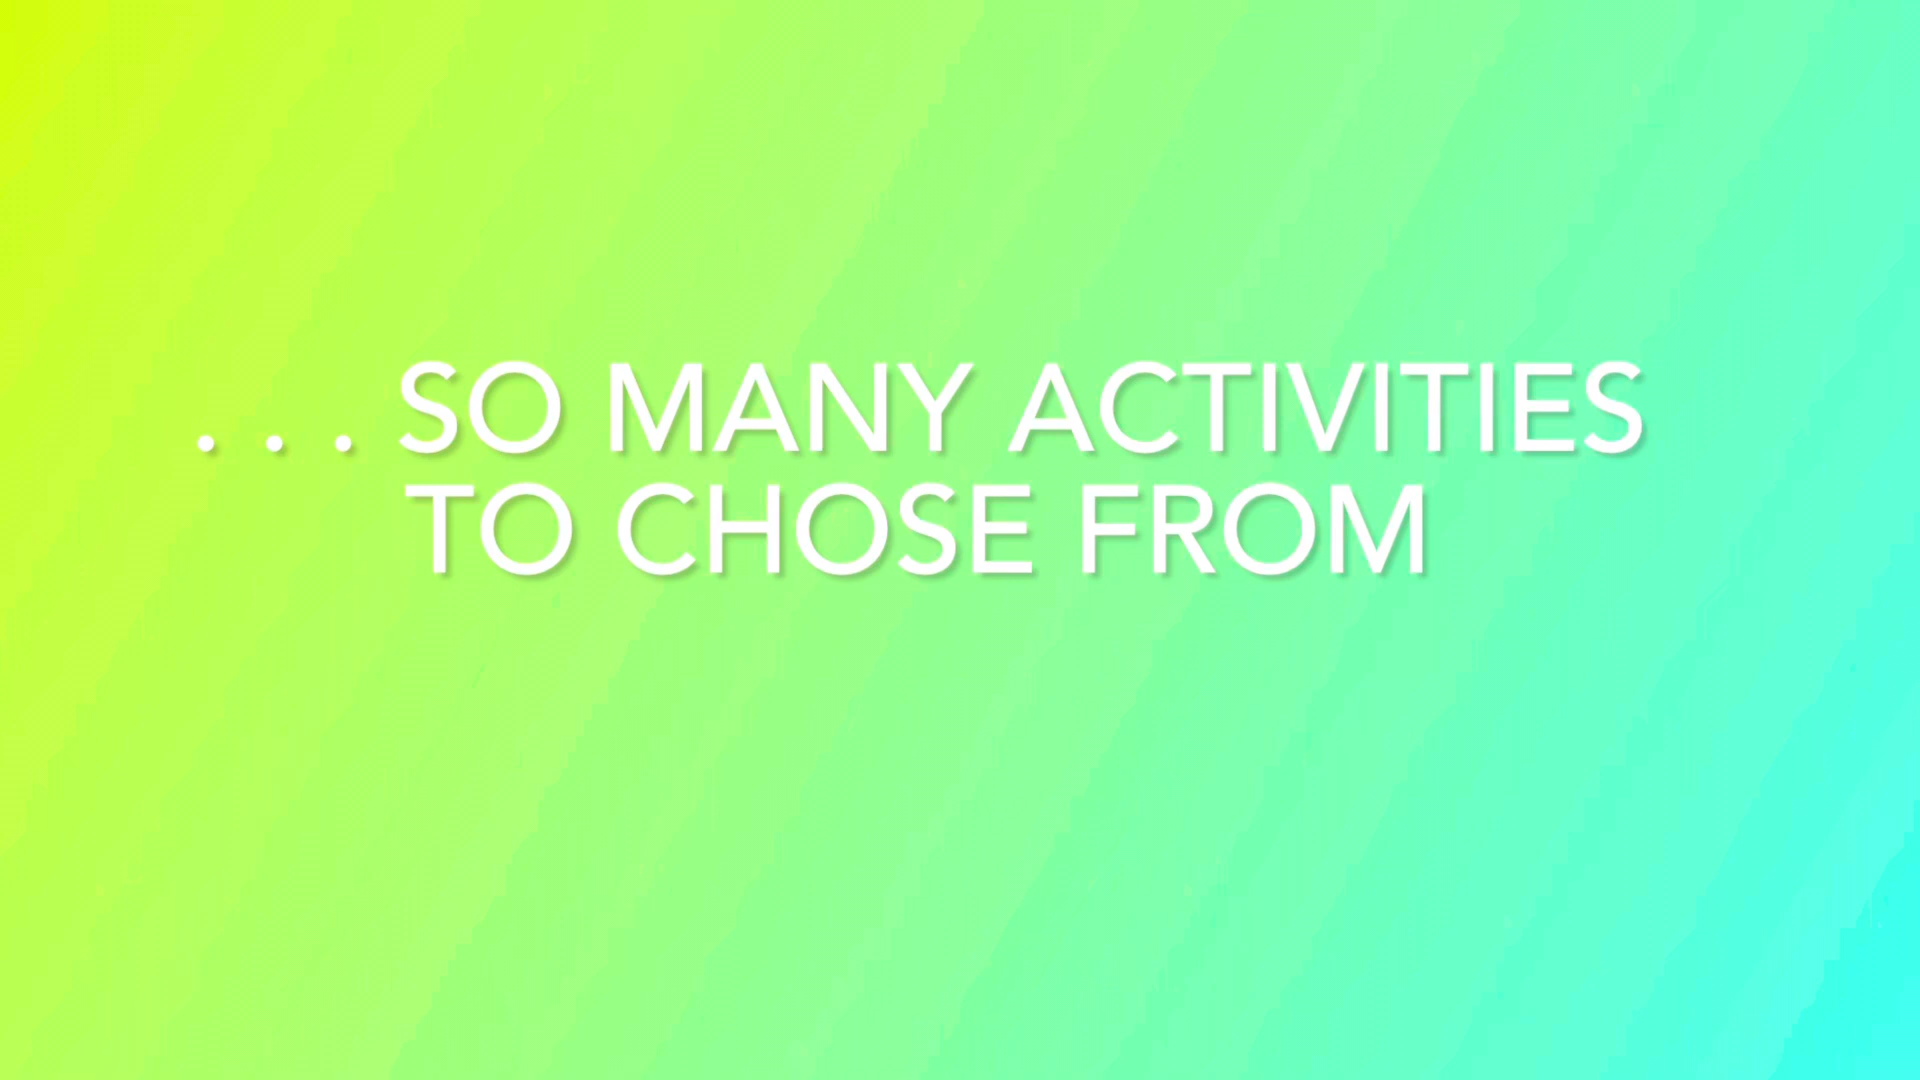 . . . SO MANY ACTIVITIES
TO CHOSE FROM